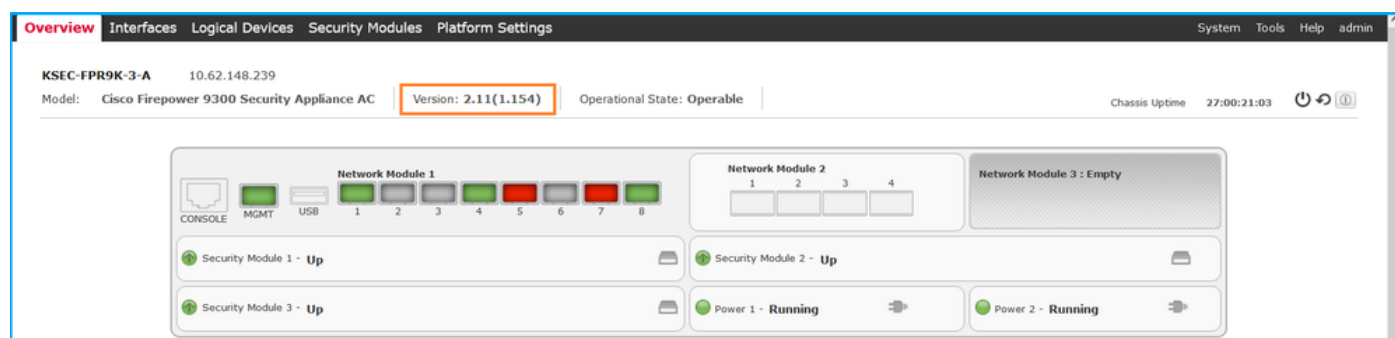 Overview Interfaces Logical Devices Security Modules Platform Settings System Tools Help admin
KSEC-FPR9K-3-A 10.62.148.239
Model: Cisco Firepower 9300 Security Appliance AC Version: 2.11(1.154) Operational State: Operable Chassis Uptime 27:00:21:03
Network Module 1
CONSOLE MGMT USB 1 2 3 4 5 6 7 8
Network Module 2
1 2 3 4
Network Module 3 : Empty
Security Module 1 - Up
Security Module 2 - Up
Security Module 3 - Up
Power 1 - Running
Power 2 - Running